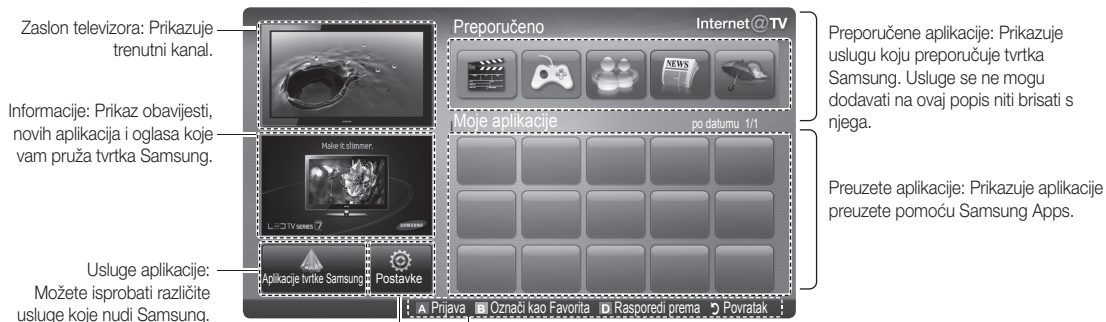 Zaslon televizora: Prikazuje
trenutni kanal.
Informacije: Prikaz obavijesti,
novih aplikacija i oglasa koje
vam pruža tvrtka Samsung.
Usluge aplikacije:
Možete isprobati različite
usluge koje nudi Samsung.
Preporučeno
Internet@TV
NEWS
Moje aplikacije
po datumu 1/1
Make it slimmer.
LED TV SERIES 7
SAMSUNG
Aplikacije tvrtke Samsung
Postavke
A Prijava B Označi kao Favorita D Rasporedi prema Povratak
Preporučene aplikacije: Prikazuje
uslugu koju preporučuje tvrtka
Samsung. Usluge se ne mogu
dodavati na ovaj popis niti brisati s
njega.
Preuzete aplikacije: Prikazuje aplikacije
preuzete pomoću Samsung Apps.